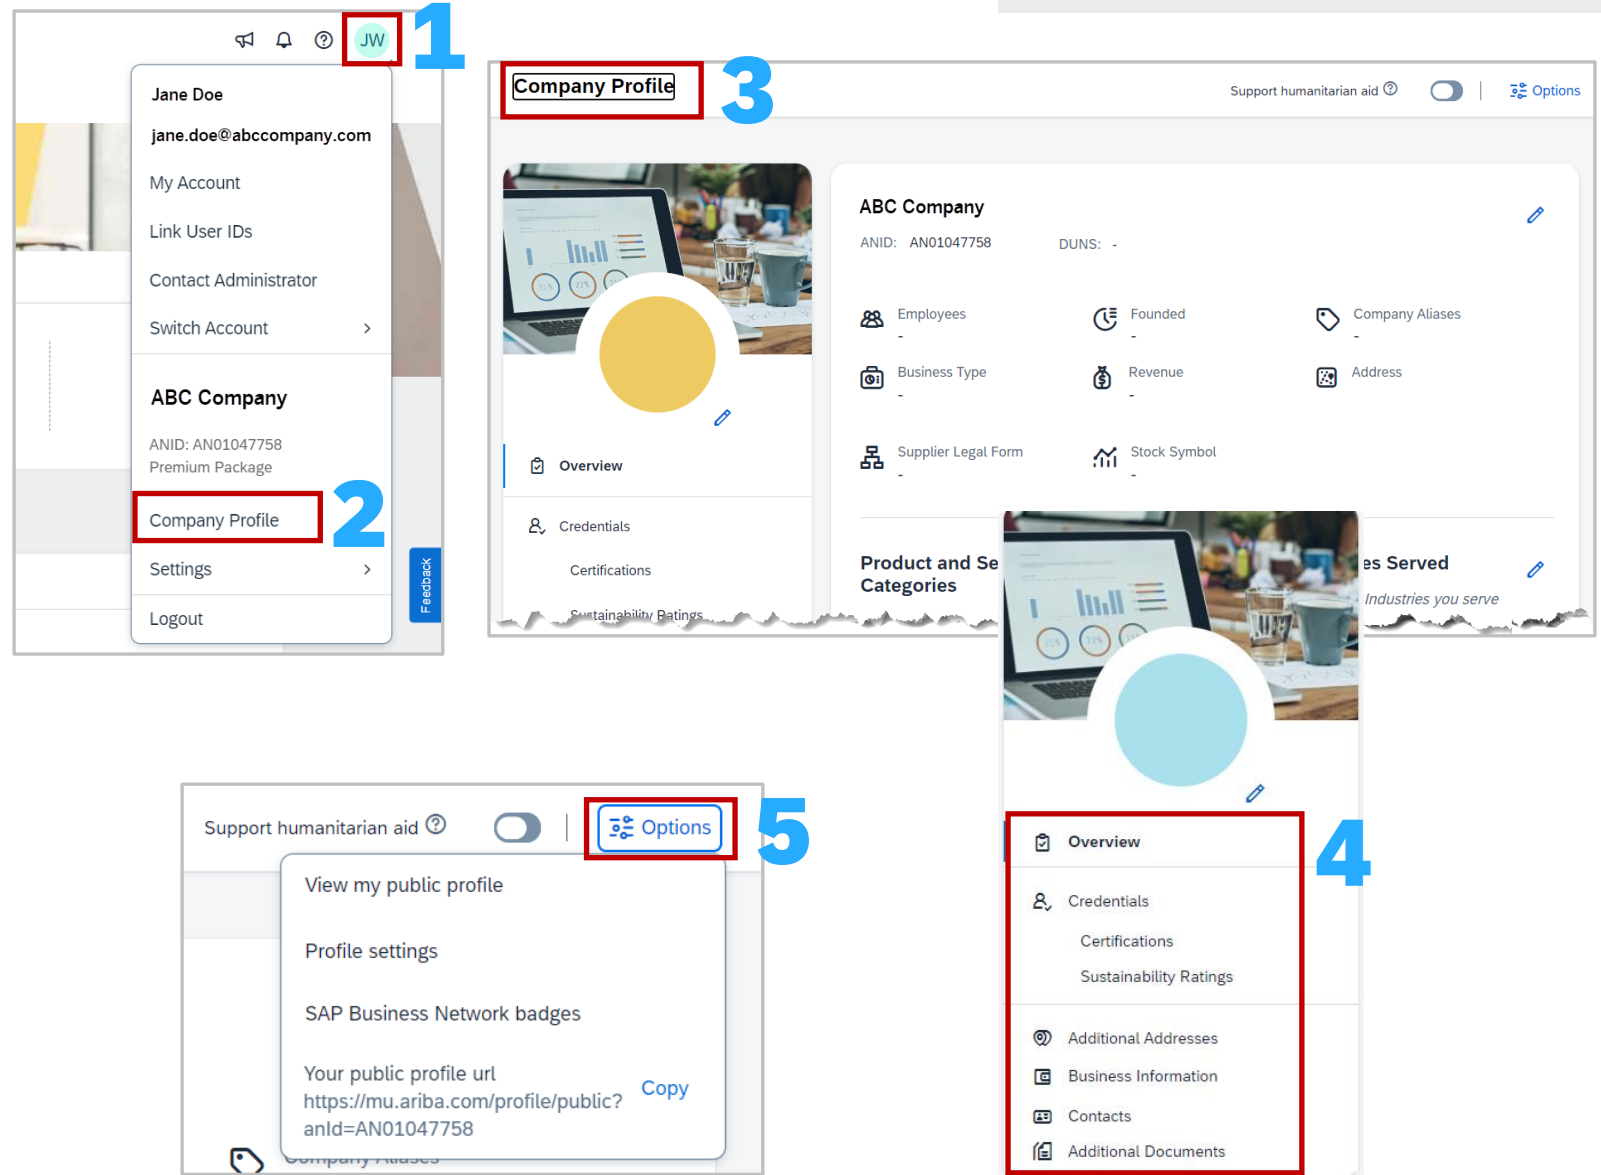 JW
1
Jane Doe
jane.doe@abccompany.com
My Account
Link User IDs
Contact Administrator
Switch Account
ABC Company
ANID: AN01047758
Premium Package
Company Profile
2
Settings
Logout
Feedback
Company Profile
3
Support humanitarian aid
Options
ABC Company
ANID: AN01047758
DUNS: -
Employees
-
Founded
-
Company Aliases
-
Business Type
-
Revenue
-
Address
Supplier Legal Form
-
Stock Symbol
-
Overview
Credentials
Certifications
Sustainability Ratings
Product and Se
Categories
es Served
Industries you serve
4
Overview
Credentials
Certifications
Sustainability Ratings
Additional Addresses
Business Information
Contacts
Additional Documents
Support humanitarian aid
Options
5
View my public profile
Profile settings
SAP Business Network badges
Your public profile url
https://mu.ariba.com/profile/public?
anId=AN01047758
Copy
Company Aliases